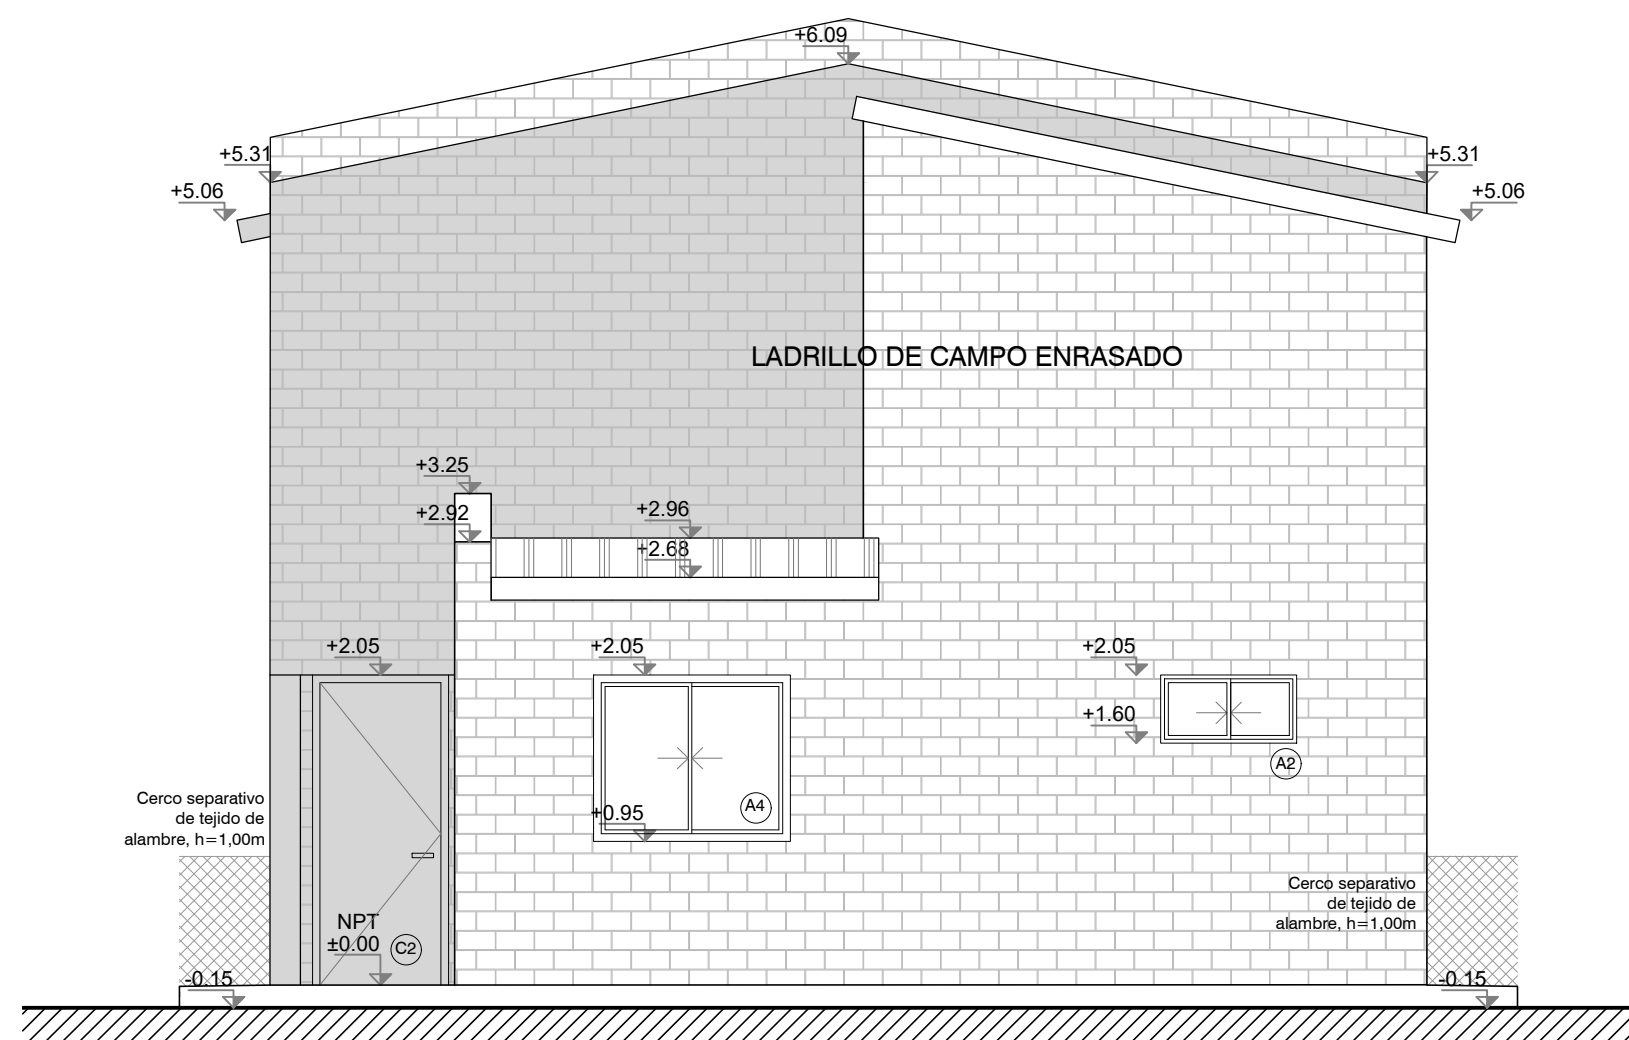 +6.09
+5.31
+5.31
+5.06
+5.06
LADRILLO DE CAMPO ENRASADO
+3.25
+2.92
+2.96
+2.68
+2.05
+2.05
+2.05
+1.60
A2
Cerco separativo
de tejido de
alambre, h=1,00m
+0.95
A4
Cerco separativo
de tejido de
alambre, h=1,00m
NPT
±0.00
C2
-0.15
-0.15